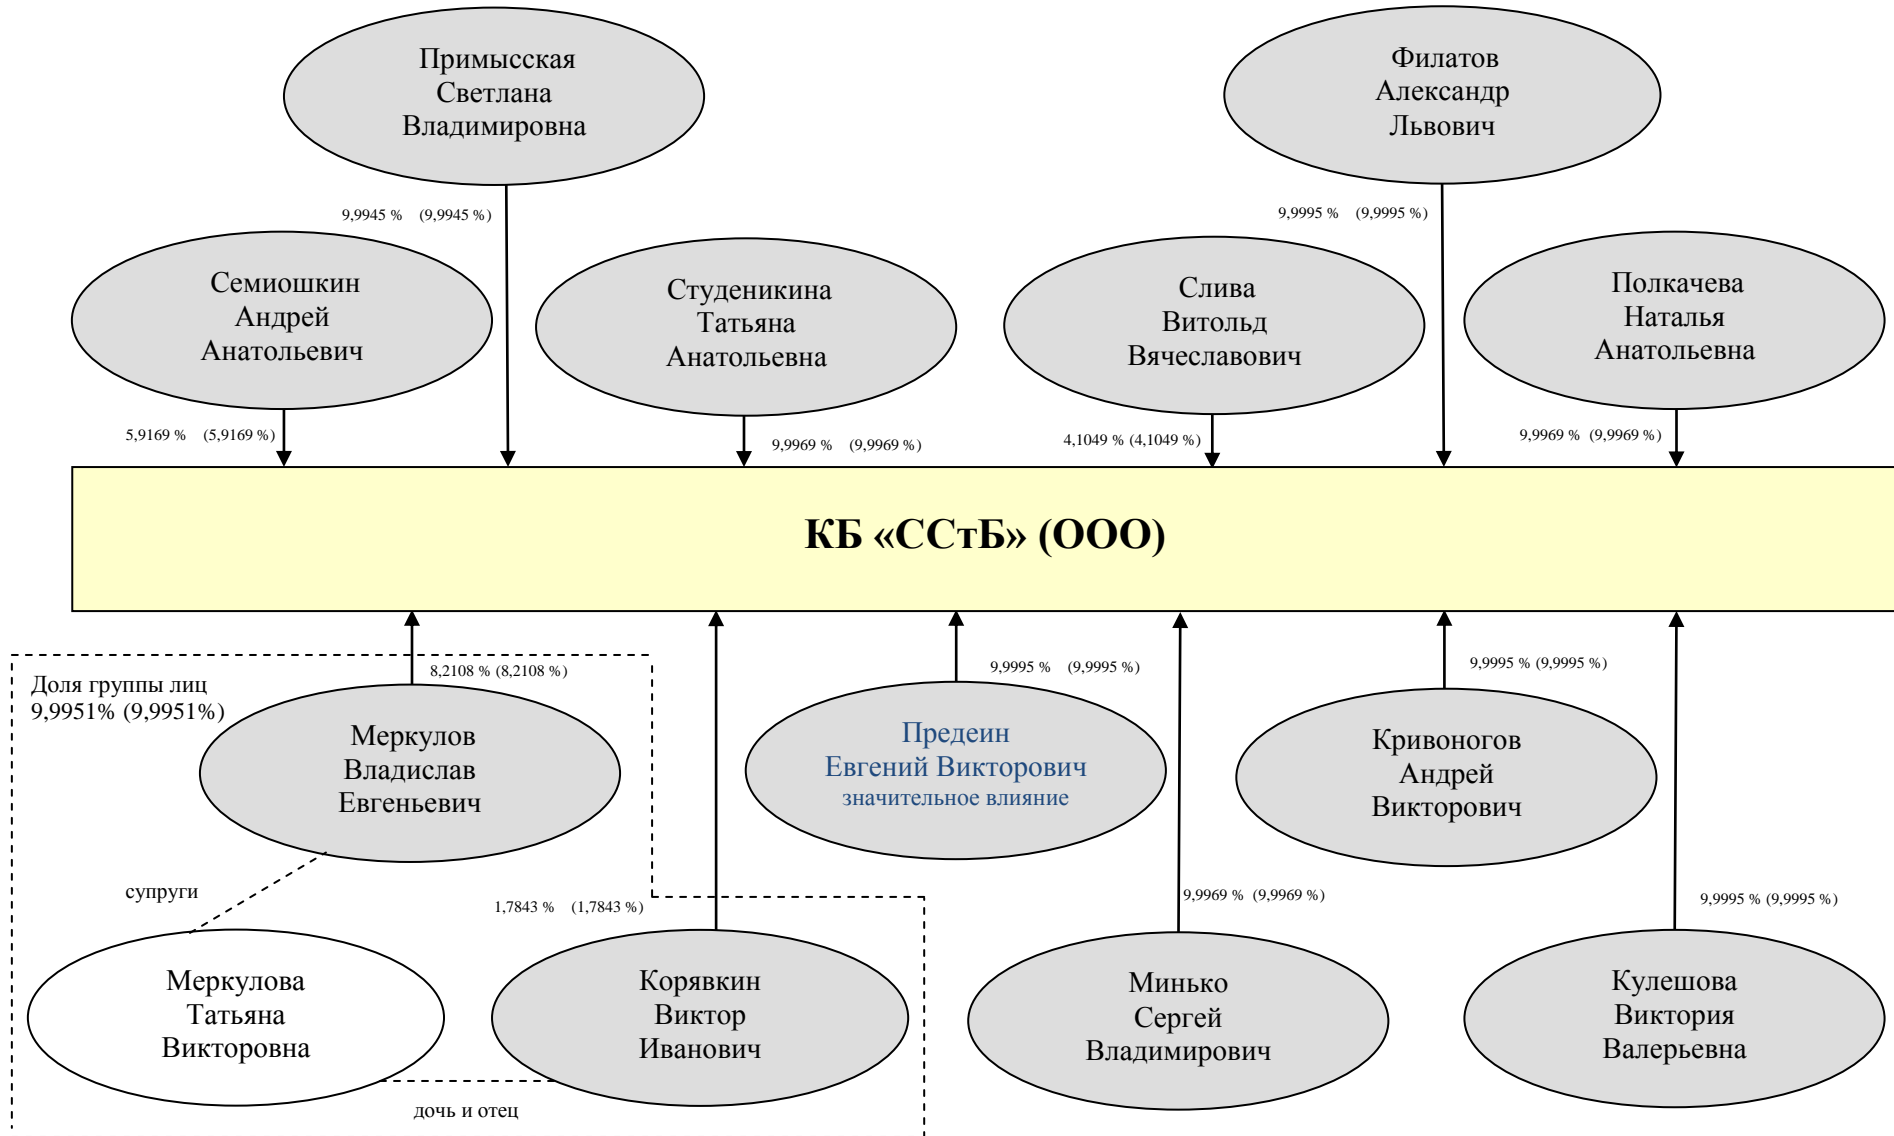 Примысская
Светлана
Владимировна
Филатов
Александр
Львович
9,9945 % (9,9945 %)
9,9995 % (9,9995 %)
Семиошкин
Андрей
Анатольевич
Студеникина
Татьяна
Анатольевна
Слива
Витольд
Вячеславович
Полкачева
Наталья
Анатольевна
5,9169 % (5,9169 %)
9,9969 % (9,9969 %)
4,1049 % (4,1049 %)
9,9969 % (9,9969 %)
КБ «ССтБ» (ООО)
Доля группы лиц
9,9951% (9,9951%)
8,2108 % (8,2108 %)
9,9995 % (9,9995 %)
9,9995 % (9,9995 %)
Меркулов
Владислав
Евгеньевич
Предеин
Евгений Викторович
значительное влияние
Кривоногов
Андрей
Викторович
супруги
1,7843 % (1,7843 %)
9,9969 % (9,9969 %)
9,9995 % (9,9995 %)
Меркулова
Татьяна
Викторовна
Корявкин
Виктор
Иванович
Минько
Сергей
Владимирович
Кулешова
Виктория
Валерьевна
дочь и отец